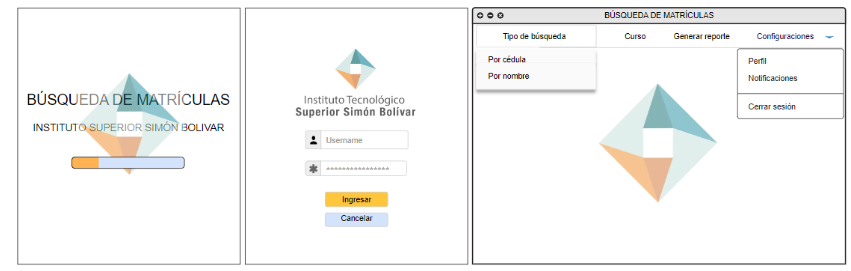 BÚSQUEDA DE MATRÍCULAS
INSTITUTO SUPERIOR SIMÓN BOLIVAR
Instituto Tecnológico
Superior Simón Bolívar
Username
****************
Ingresar
Cancelar
BÚSQUEDA DE MATRÍCULAS
Tipo de búsqueda
Curso
Generar reporte
Configuraciones
Por cédula
Por nombre
Perfil
Notificaciones
Cerrar sesión